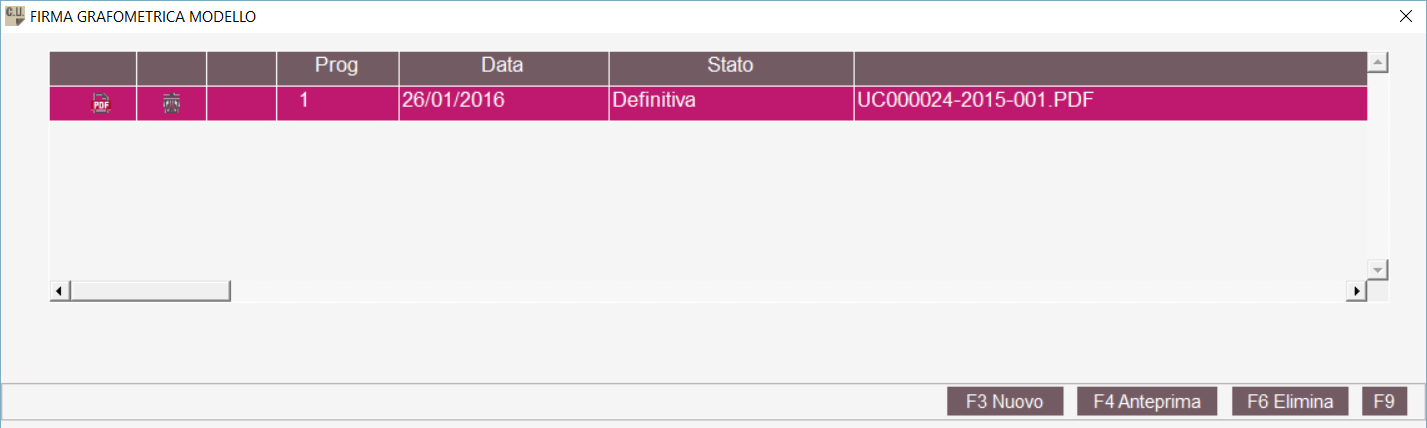 C.U. FIRMA GRAFOMETRICA MODELLO
Prog Data Stato
PDF 1 26/01/2016 Definitiva UC000024-2015-001.PDF
F3 Nuovo F4 Anteprima F6 Elimina F9